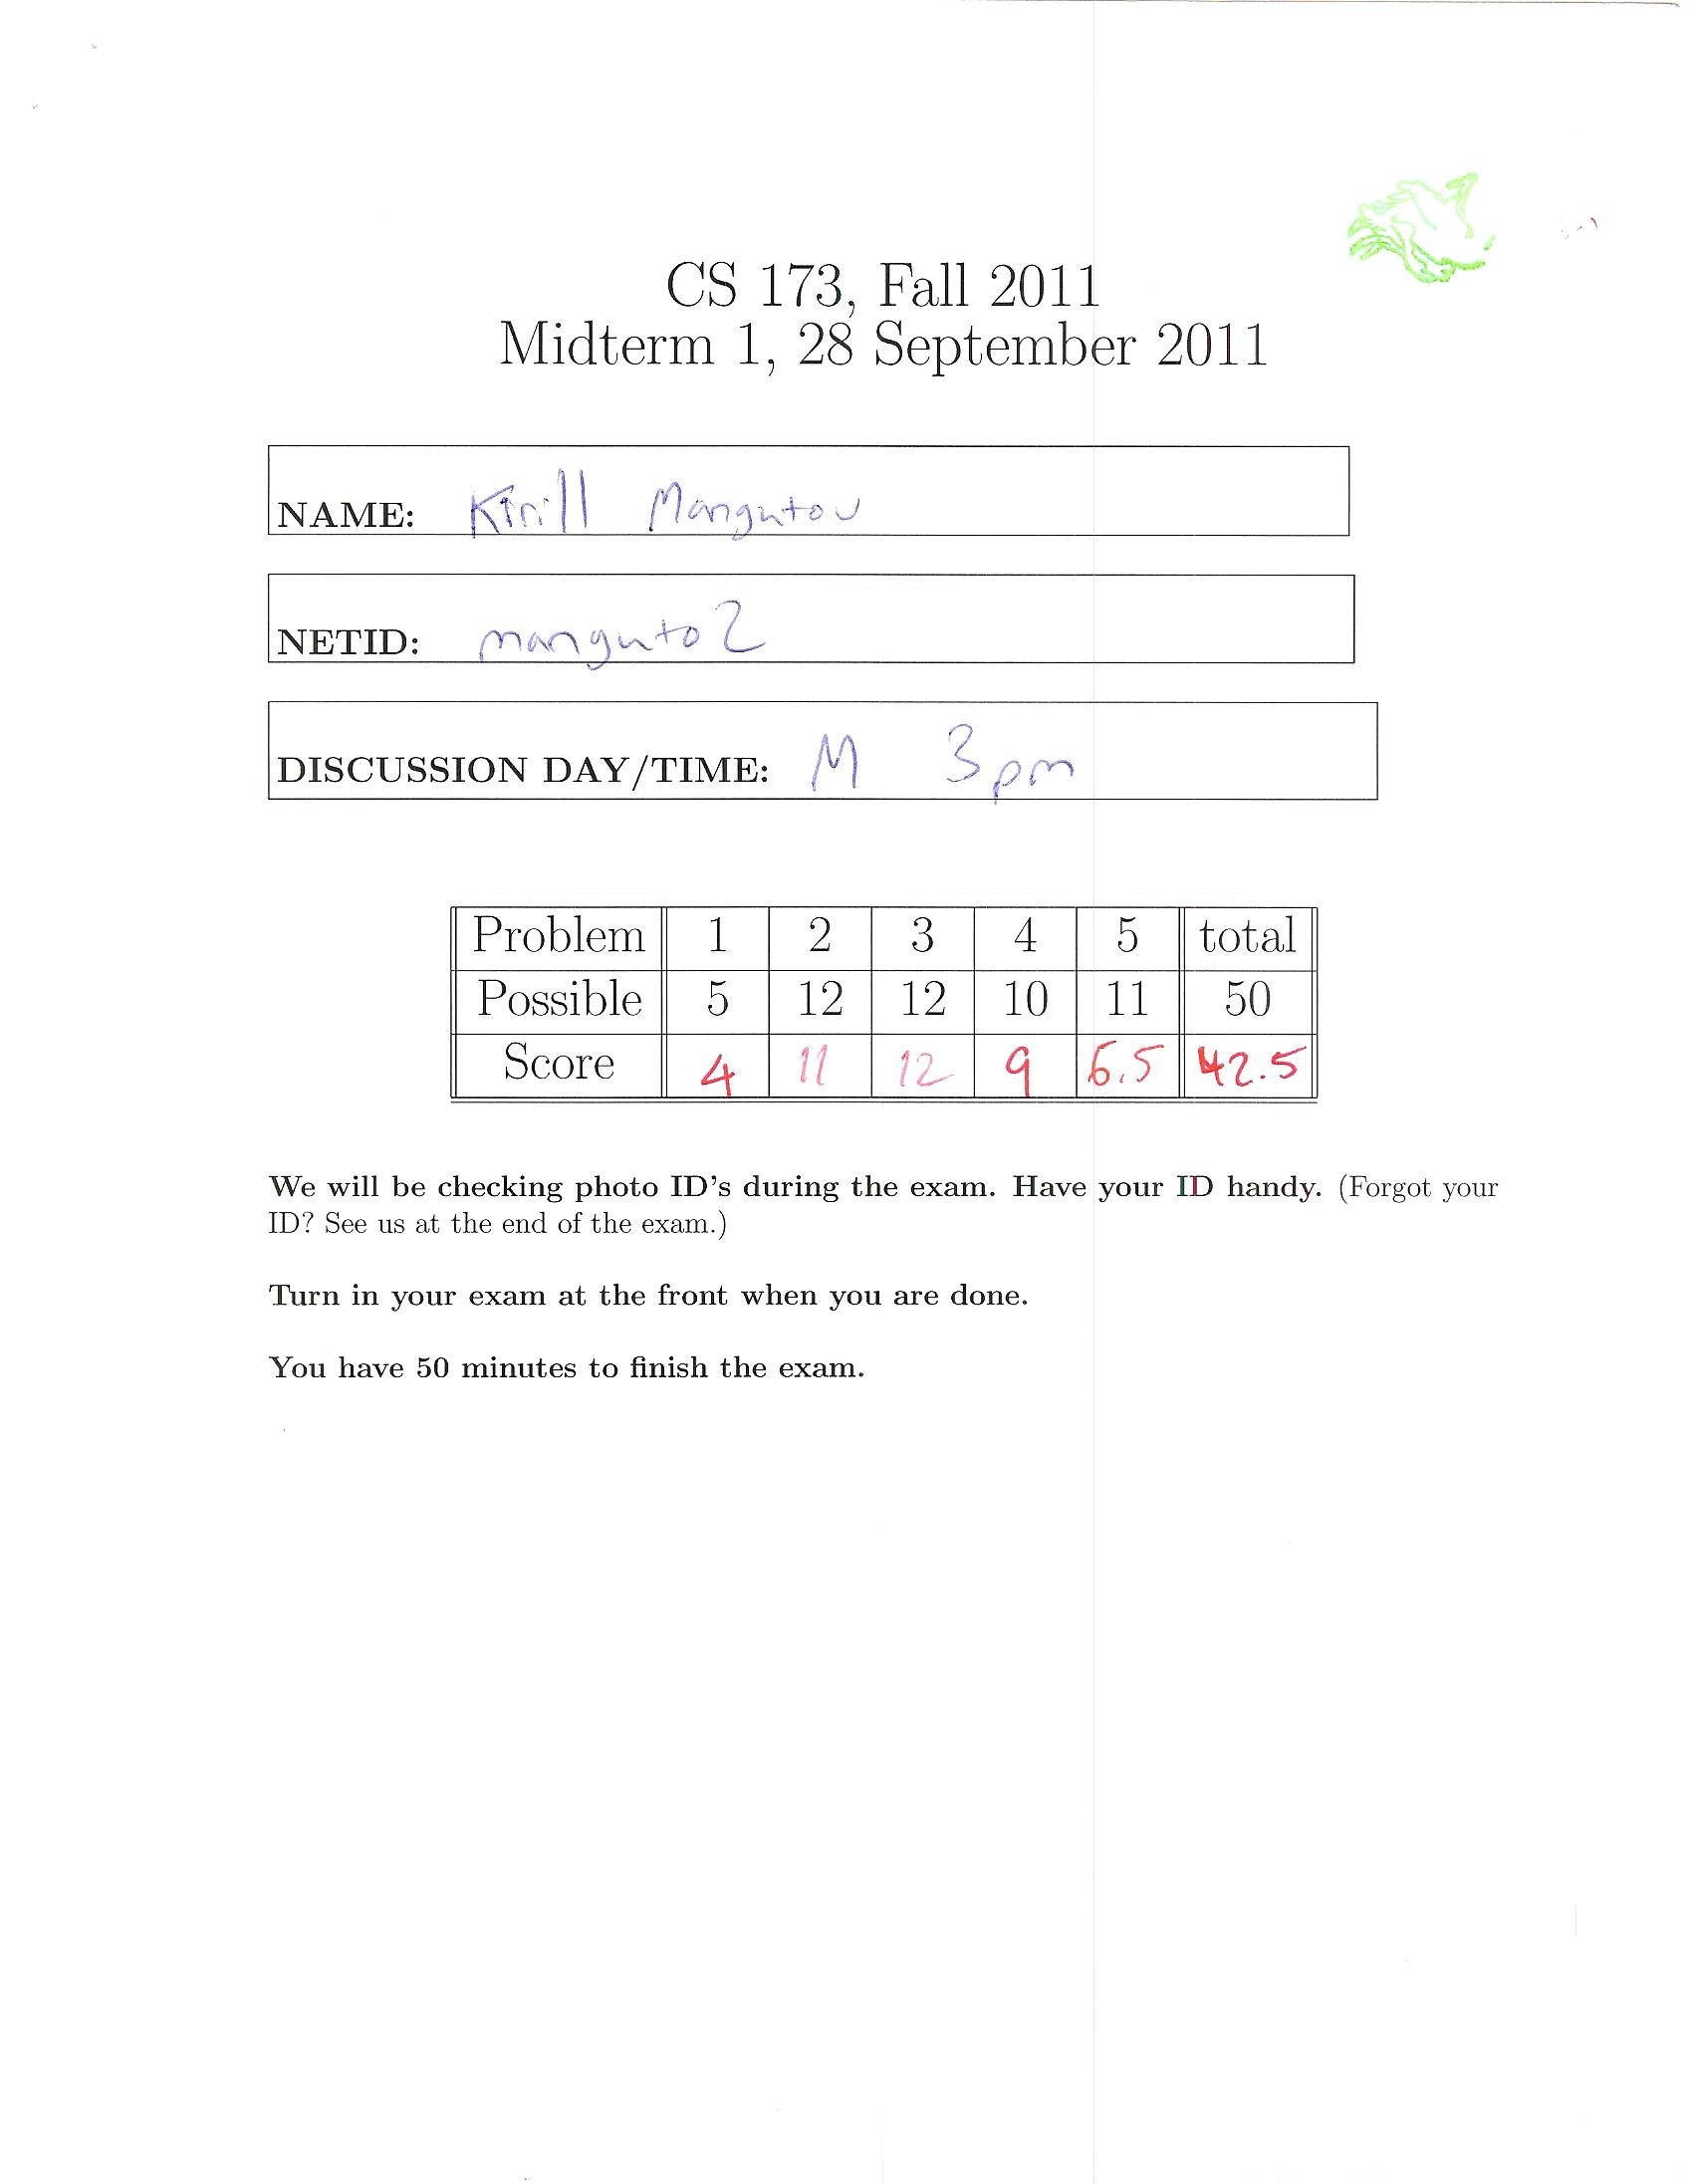 CS 173, Fall 2011
Midterm 1, 28 September 2011
NAME: Kirill Mangutov
NETID: manguto2
DISCUSSION DAY/TIME: M 3pm
Problem 1 2 3 4 5 total
Possible 5 12 12 10 11 50
Score 4 11 12 9 6.5 42.5
We will be checking photo ID's during the exam. Have your ID handy. (Forgot your
ID? See us at the end of the exam.)
Turn in your exam at the front when you are done.
You have 50 minutes to finish the exam.